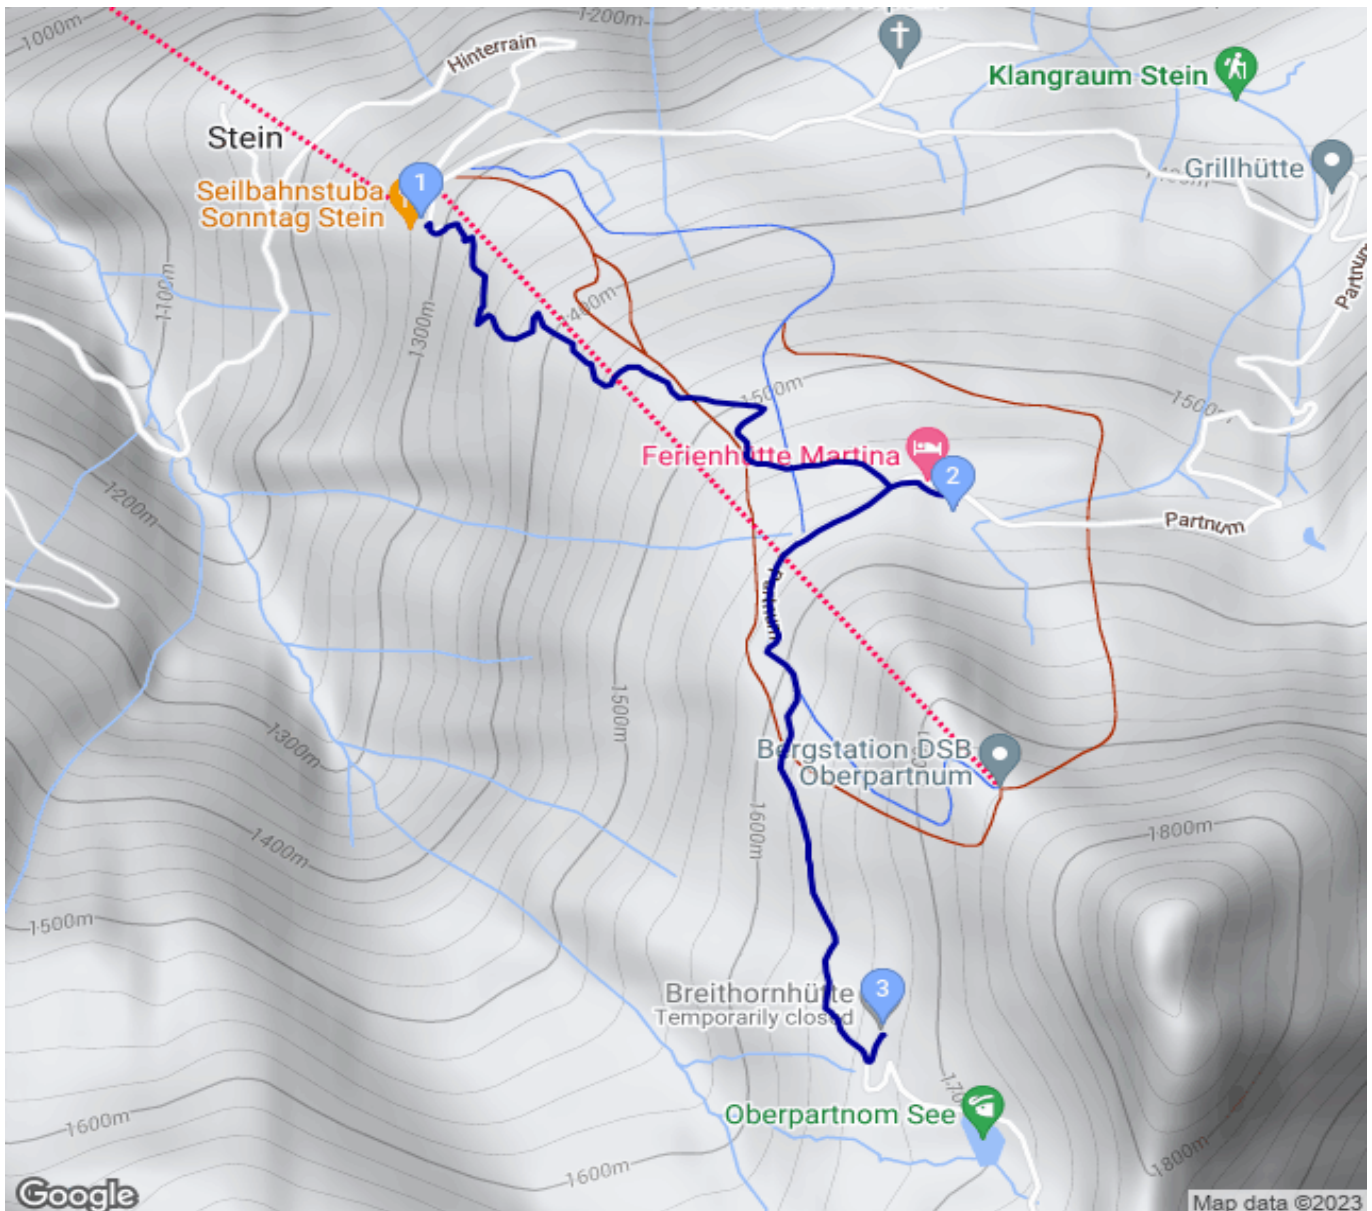 1000m
1200m
Hinterrain
Klangraum Stein
Stein
Grillhütte
1
Seilbahnstuba
Sonntag Stein
1100m
1300m
Partnum
1500m
1500m
Ferienhütte Martina
2
1200m
Partnum
1500m
1300m
Bergstation DSB
Oberpartnum
1600m
1800m
1400m
1500m
Breithornhütte
Temporarily closed
3
Oberpartnom See
1600m
1600m
1800m
Google
Map data ©2023